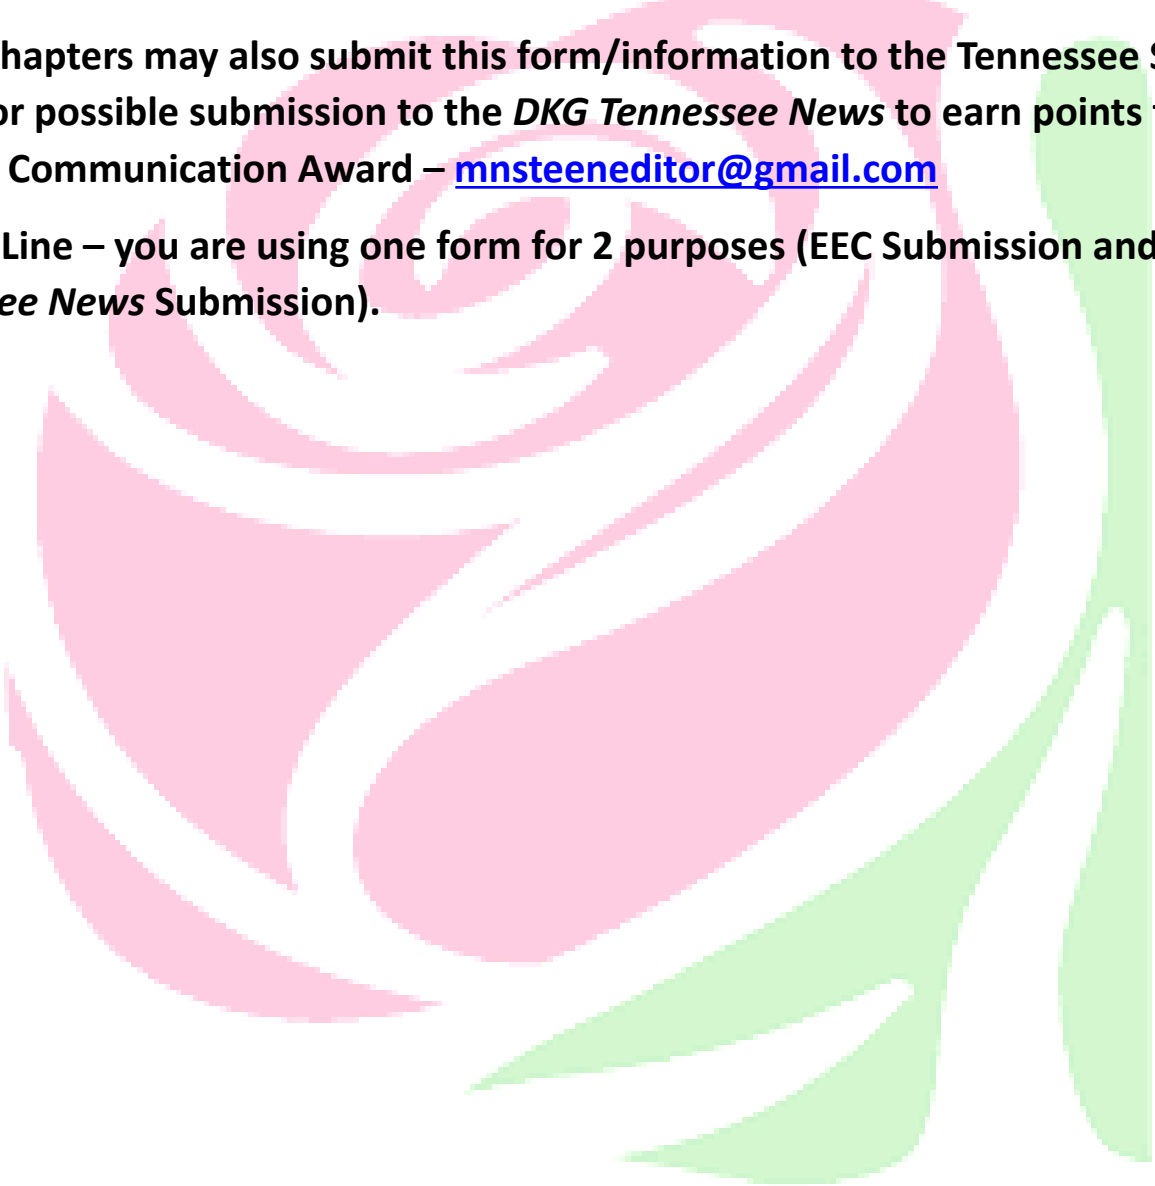 hapters may also submit this form/information to the Tennessee S
or possible submission to the DKG Tennessee News to earn points
Communication Award – mnsteeneditor@gmail.com
Line – you are using one form for 2 purposes (EEC Submission and
ee News Submission).